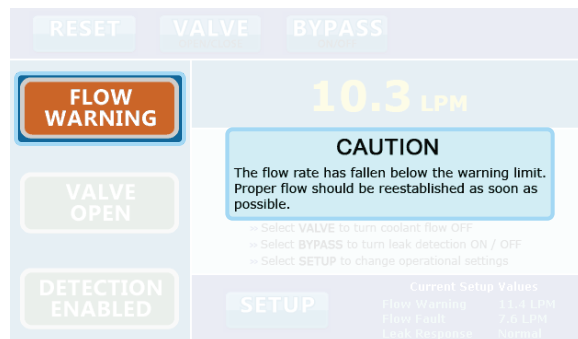 RESET VALVE BYPASS
FLOW
WARNING
10.3 LPM
CAUTION
The flow rate has fallen below the warning limit.
Proper flow should be reestablished as soon as
possible.
VALVE
OPEN
» Select VALVE to turn coolant flow OFF
» Select BYPASS to turn leak detection ON / OFF
» Select SETUP to change operational settings
DETECTION
ENABLED
SETUP
Current Setup Values
Flow Warning 11.4 LPM
Flow Fault 7.6 LPM
Leak Response Normal